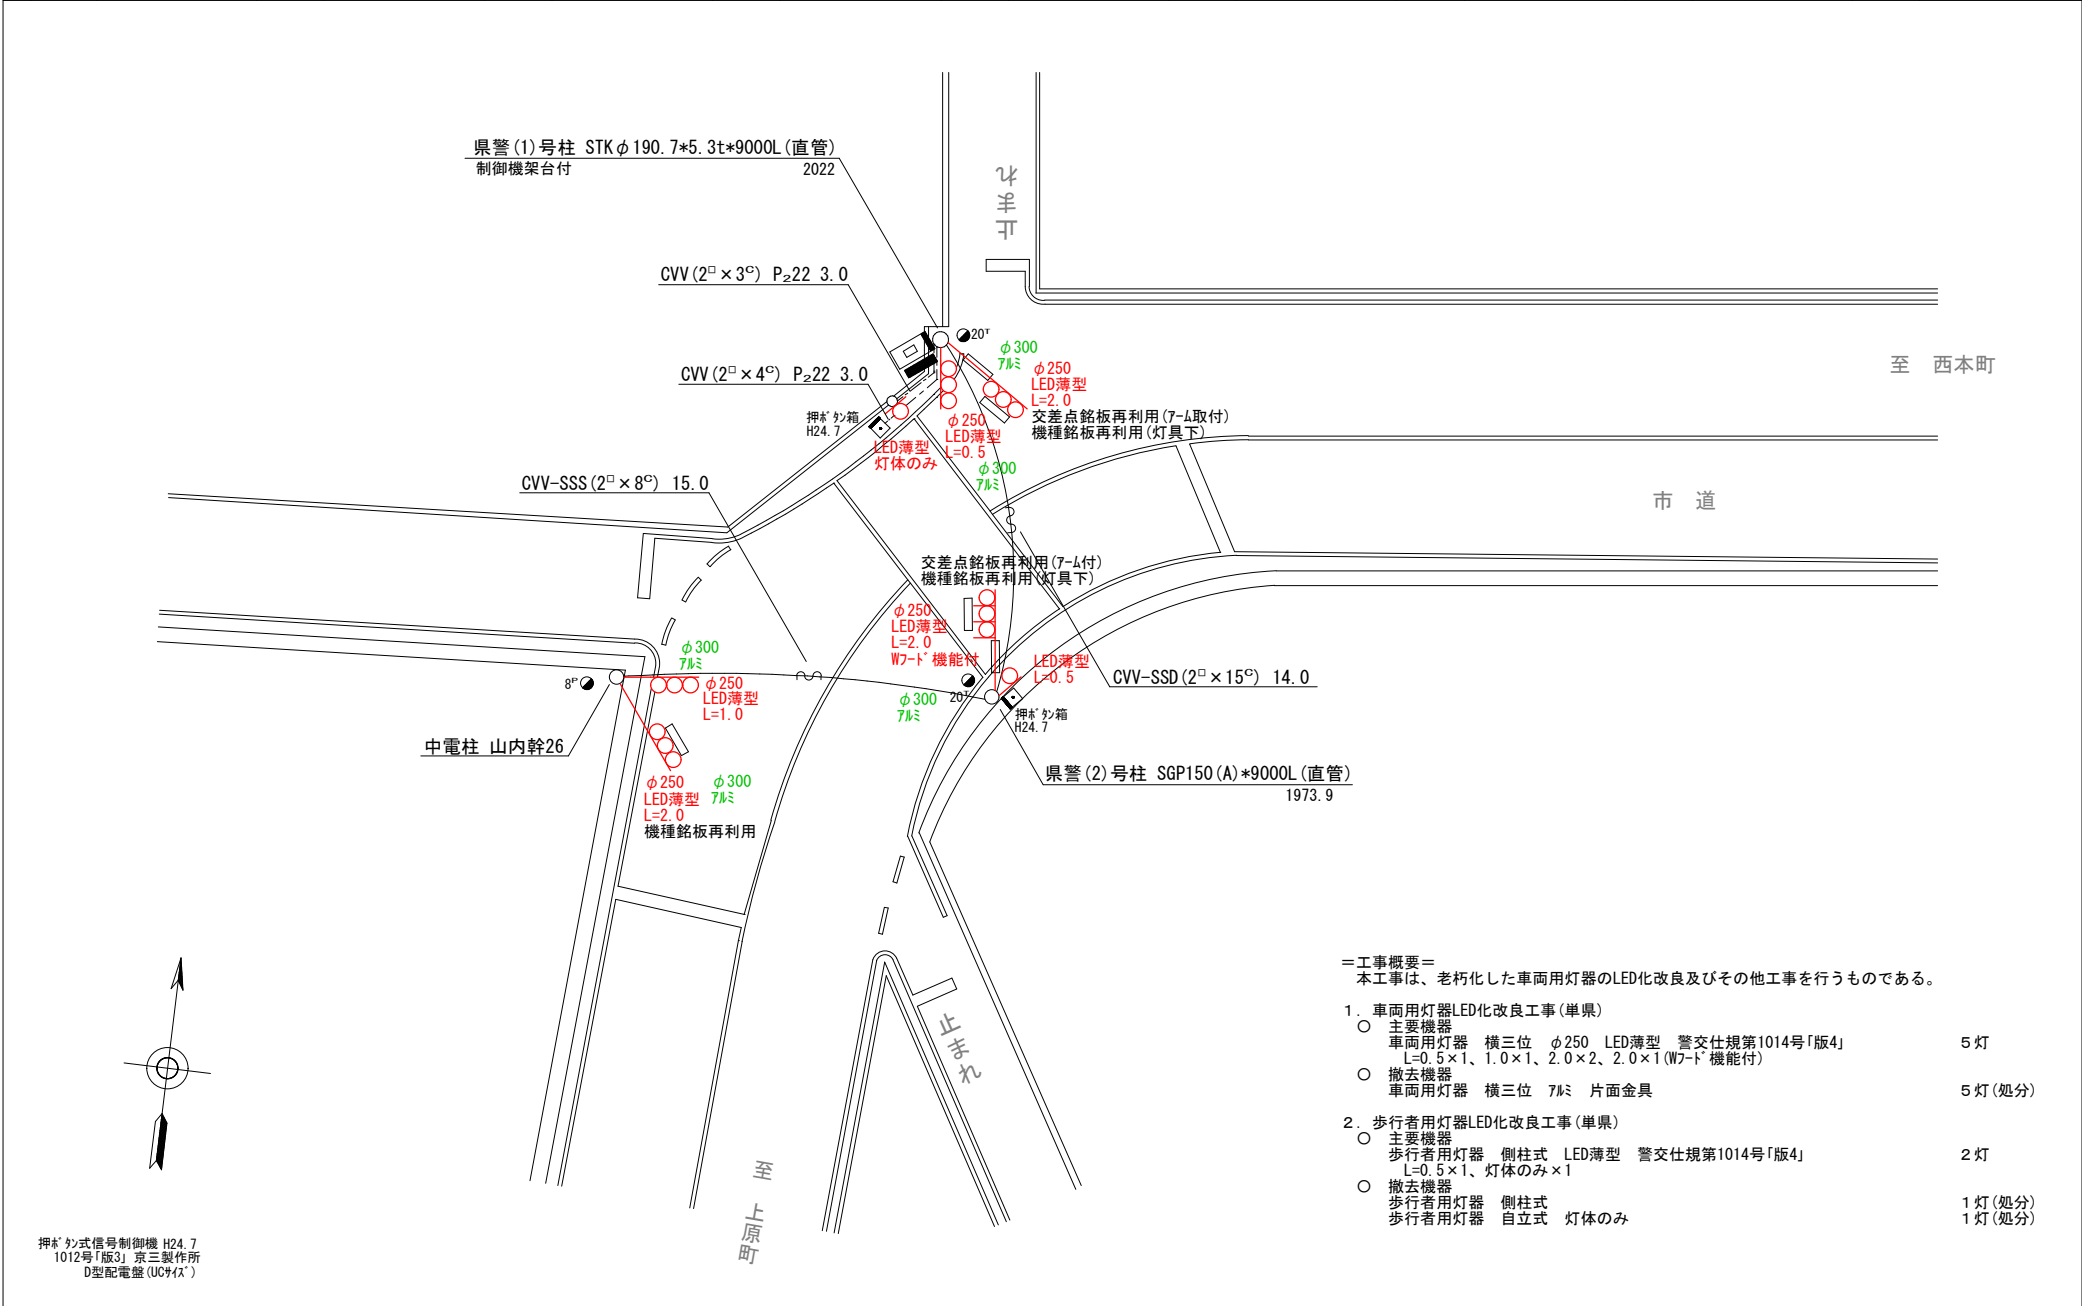 県警(1)号柱 STKφ190.7*5.3t*9000L(直管)
制御機架台付 2022
止まれ
CVV(2□×3C) P₂22 3.0
20T
φ300
アルミ
φ250
LED薄型
L=2.0
交差点銘板再利用(アーム取付)
機種銘板再利用(灯具下)
至 西本町
CVV(2□×4C) P₂22 3.0
押ボタン箱
H24.7
φ250
LED薄型
L=0.5
LED薄型
灯体のみ
φ300
アルミ
CVV-SSS(2□×8C) 15.0
市 道
交差点銘板再利用(アーム付)
機種銘板再利用(灯具下)
φ250
LED薄型
L=2.0
Wフード機能付
φ300
アルミ
8P
φ250
LED薄型
L=1.0
LED薄型
L=0.5
CVV-SSD(2□×15C) 14.0
φ300
アルミ
20T
押ボタン箱
H24.7
中電柱 山内幹26
県警(2)号柱 SGP150(A)*9000L(直管)
1973.9
φ250
LED薄型
L=2.0
φ300
アルミ
機種銘板再利用
止まれ
至 上原町
=工事概要=
本工事は、老朽化した車両用灯器のLED化改良及びその他工事を行うものである。
1. 車両用灯器LED化改良工事(単県)
○ 主要機器
車両用灯器 横三位 φ250 LED薄型 警交仕規第1014号「版4」 5灯
L=0.5×1、1.0×1、2.0×2、2.0×1(Wフード機能付)
○ 撤去機器
車両用灯器 横三位 アルミ 片面金具 5灯(処分)
2. 歩行者用灯器LED化改良工事(単県)
○ 主要機器
歩行者用灯器 側柱式 LED薄型 警交仕規第1014号「版4」 2灯
L=0.5×1、灯体のみ×1
○ 撤去機器
歩行者用灯器 側柱式 1灯(処分)
歩行者用灯器 自立式 灯体のみ 1灯(処分)
押ボタン式信号制御機 H24.7
1012号「版3」京三製作所
D型配電盤(UCサイズ)